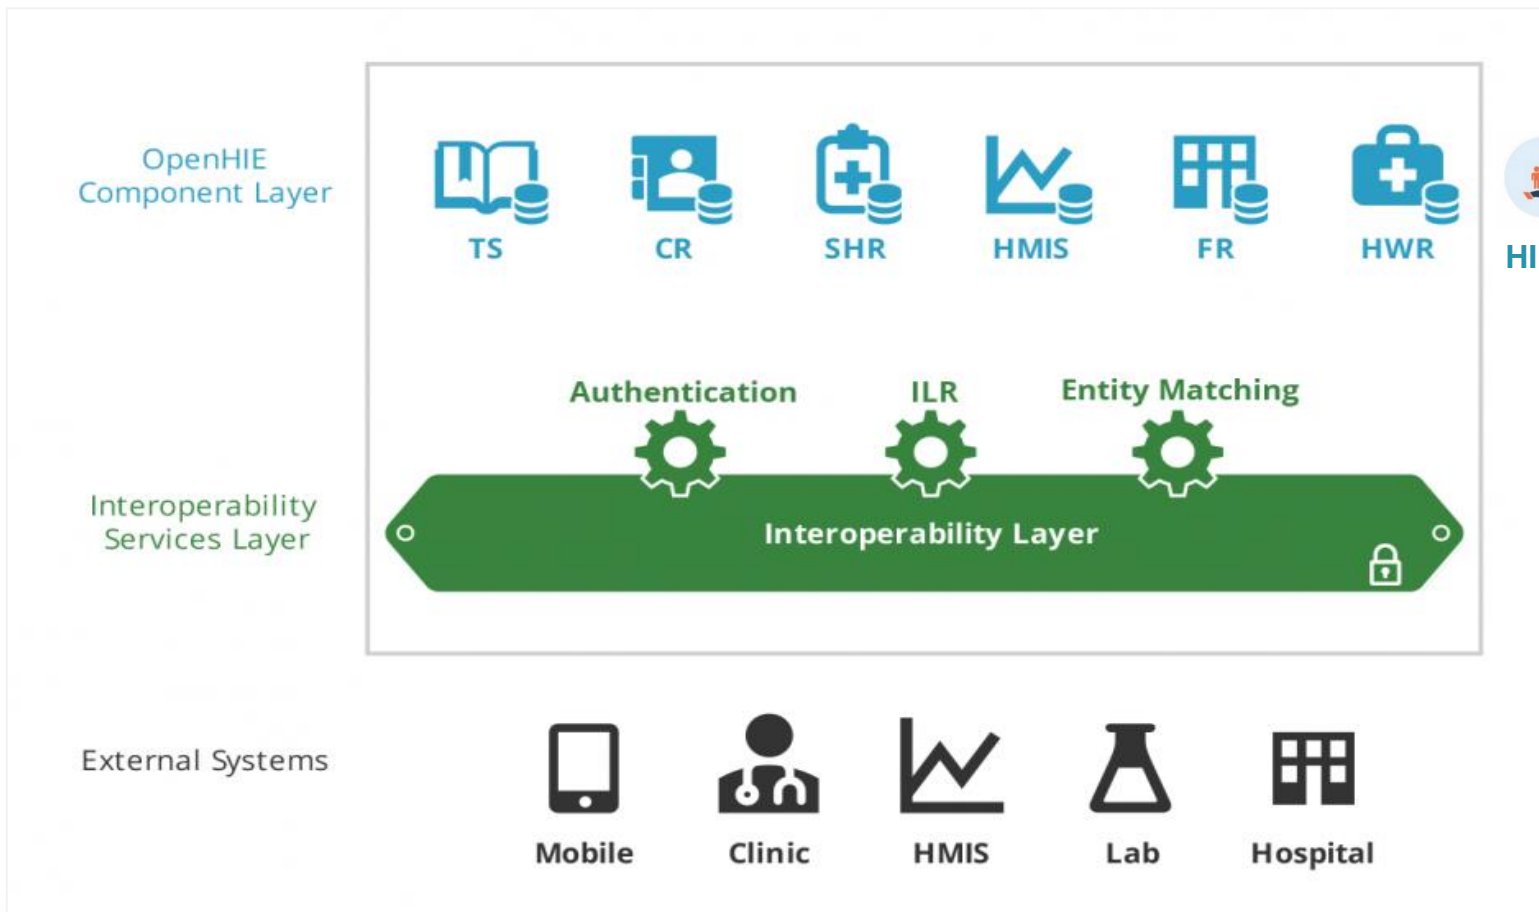 OpenHIE
Component Layer
TS
CR
SHR
HMIS
FR
HWR
Authentication
ILR
Entity Matching
Interoperability
Services Layer
Interoperability Layer
External Systems
Mobile
Clinic
HMIS
Lab
Hospital